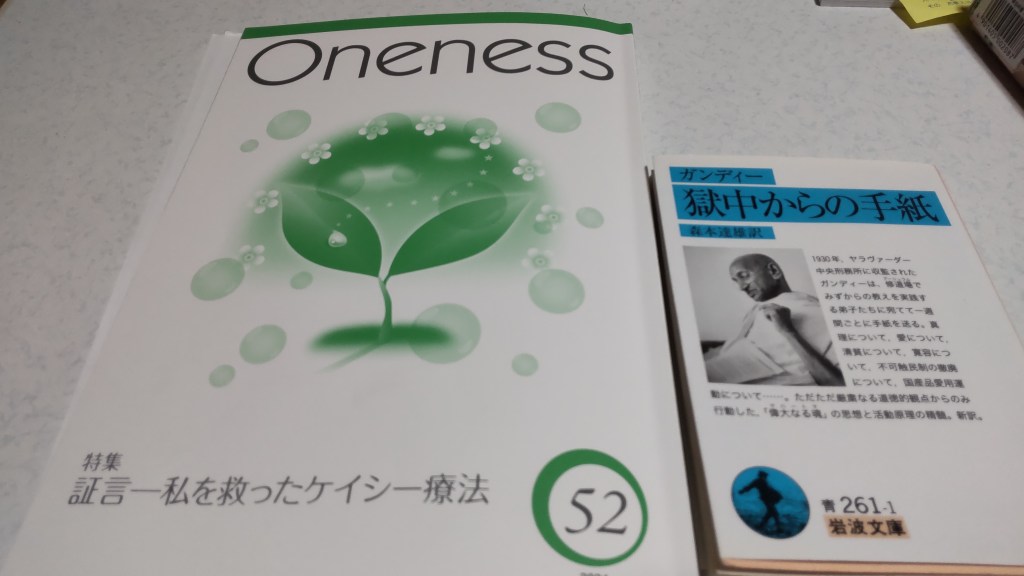 Oneness
特集
証言―私を救ったケイシー療法
52
ガンディー
獄中からの手紙
森本達雄訳
1930年，ヤラヴァーダー
中央刑務所に収監された
ガンディーは，修道場で
みずからの教えを実践す
る弟子たちに宛てて一週
間ごとに手紙を送る．真
理について，愛について，
清貧について，寛容につ
いて，不可触民制の撤廃
について，国産品愛用運
動について――．ただただ厳粛なる道徳的観点からのみ
行動した，「偉大なる魂」の思想と活動原理の精髄．新訳．
青 261-1
岩波文庫